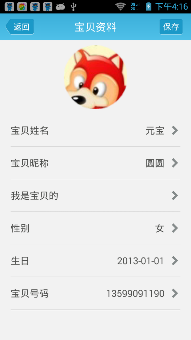 下午4:16
返回 宝贝资料 保存
宝贝姓名 元宝
宝贝昵称 圆圆
我是宝贝的
性别 女
生日 2013-01-01
宝贝号码 13599091190